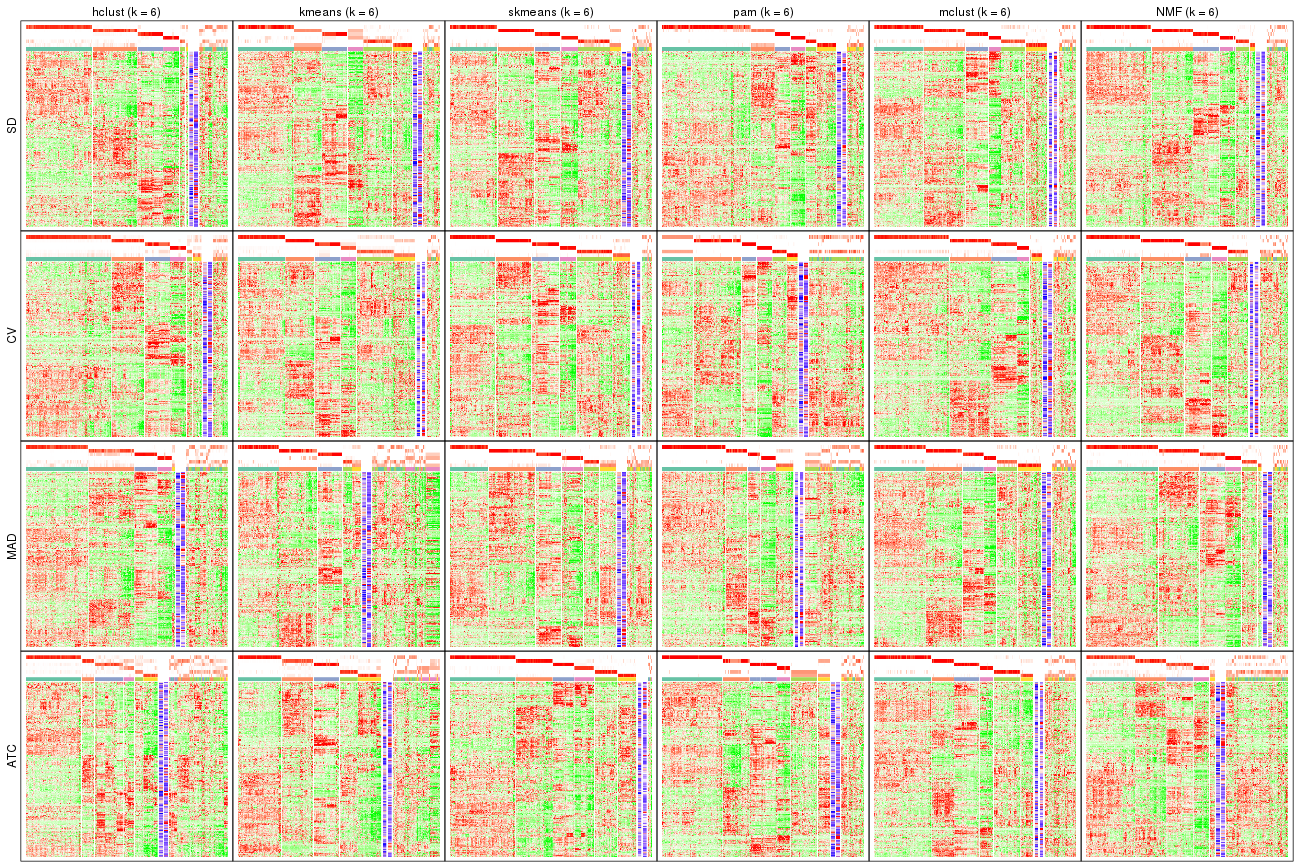 hclust (k = 6)
kmeans (k = 6)
skmeans (k = 6)
pam (k = 6)
mclust (k = 6)
NMF (k = 6)
SD
CV
MAD
ATC